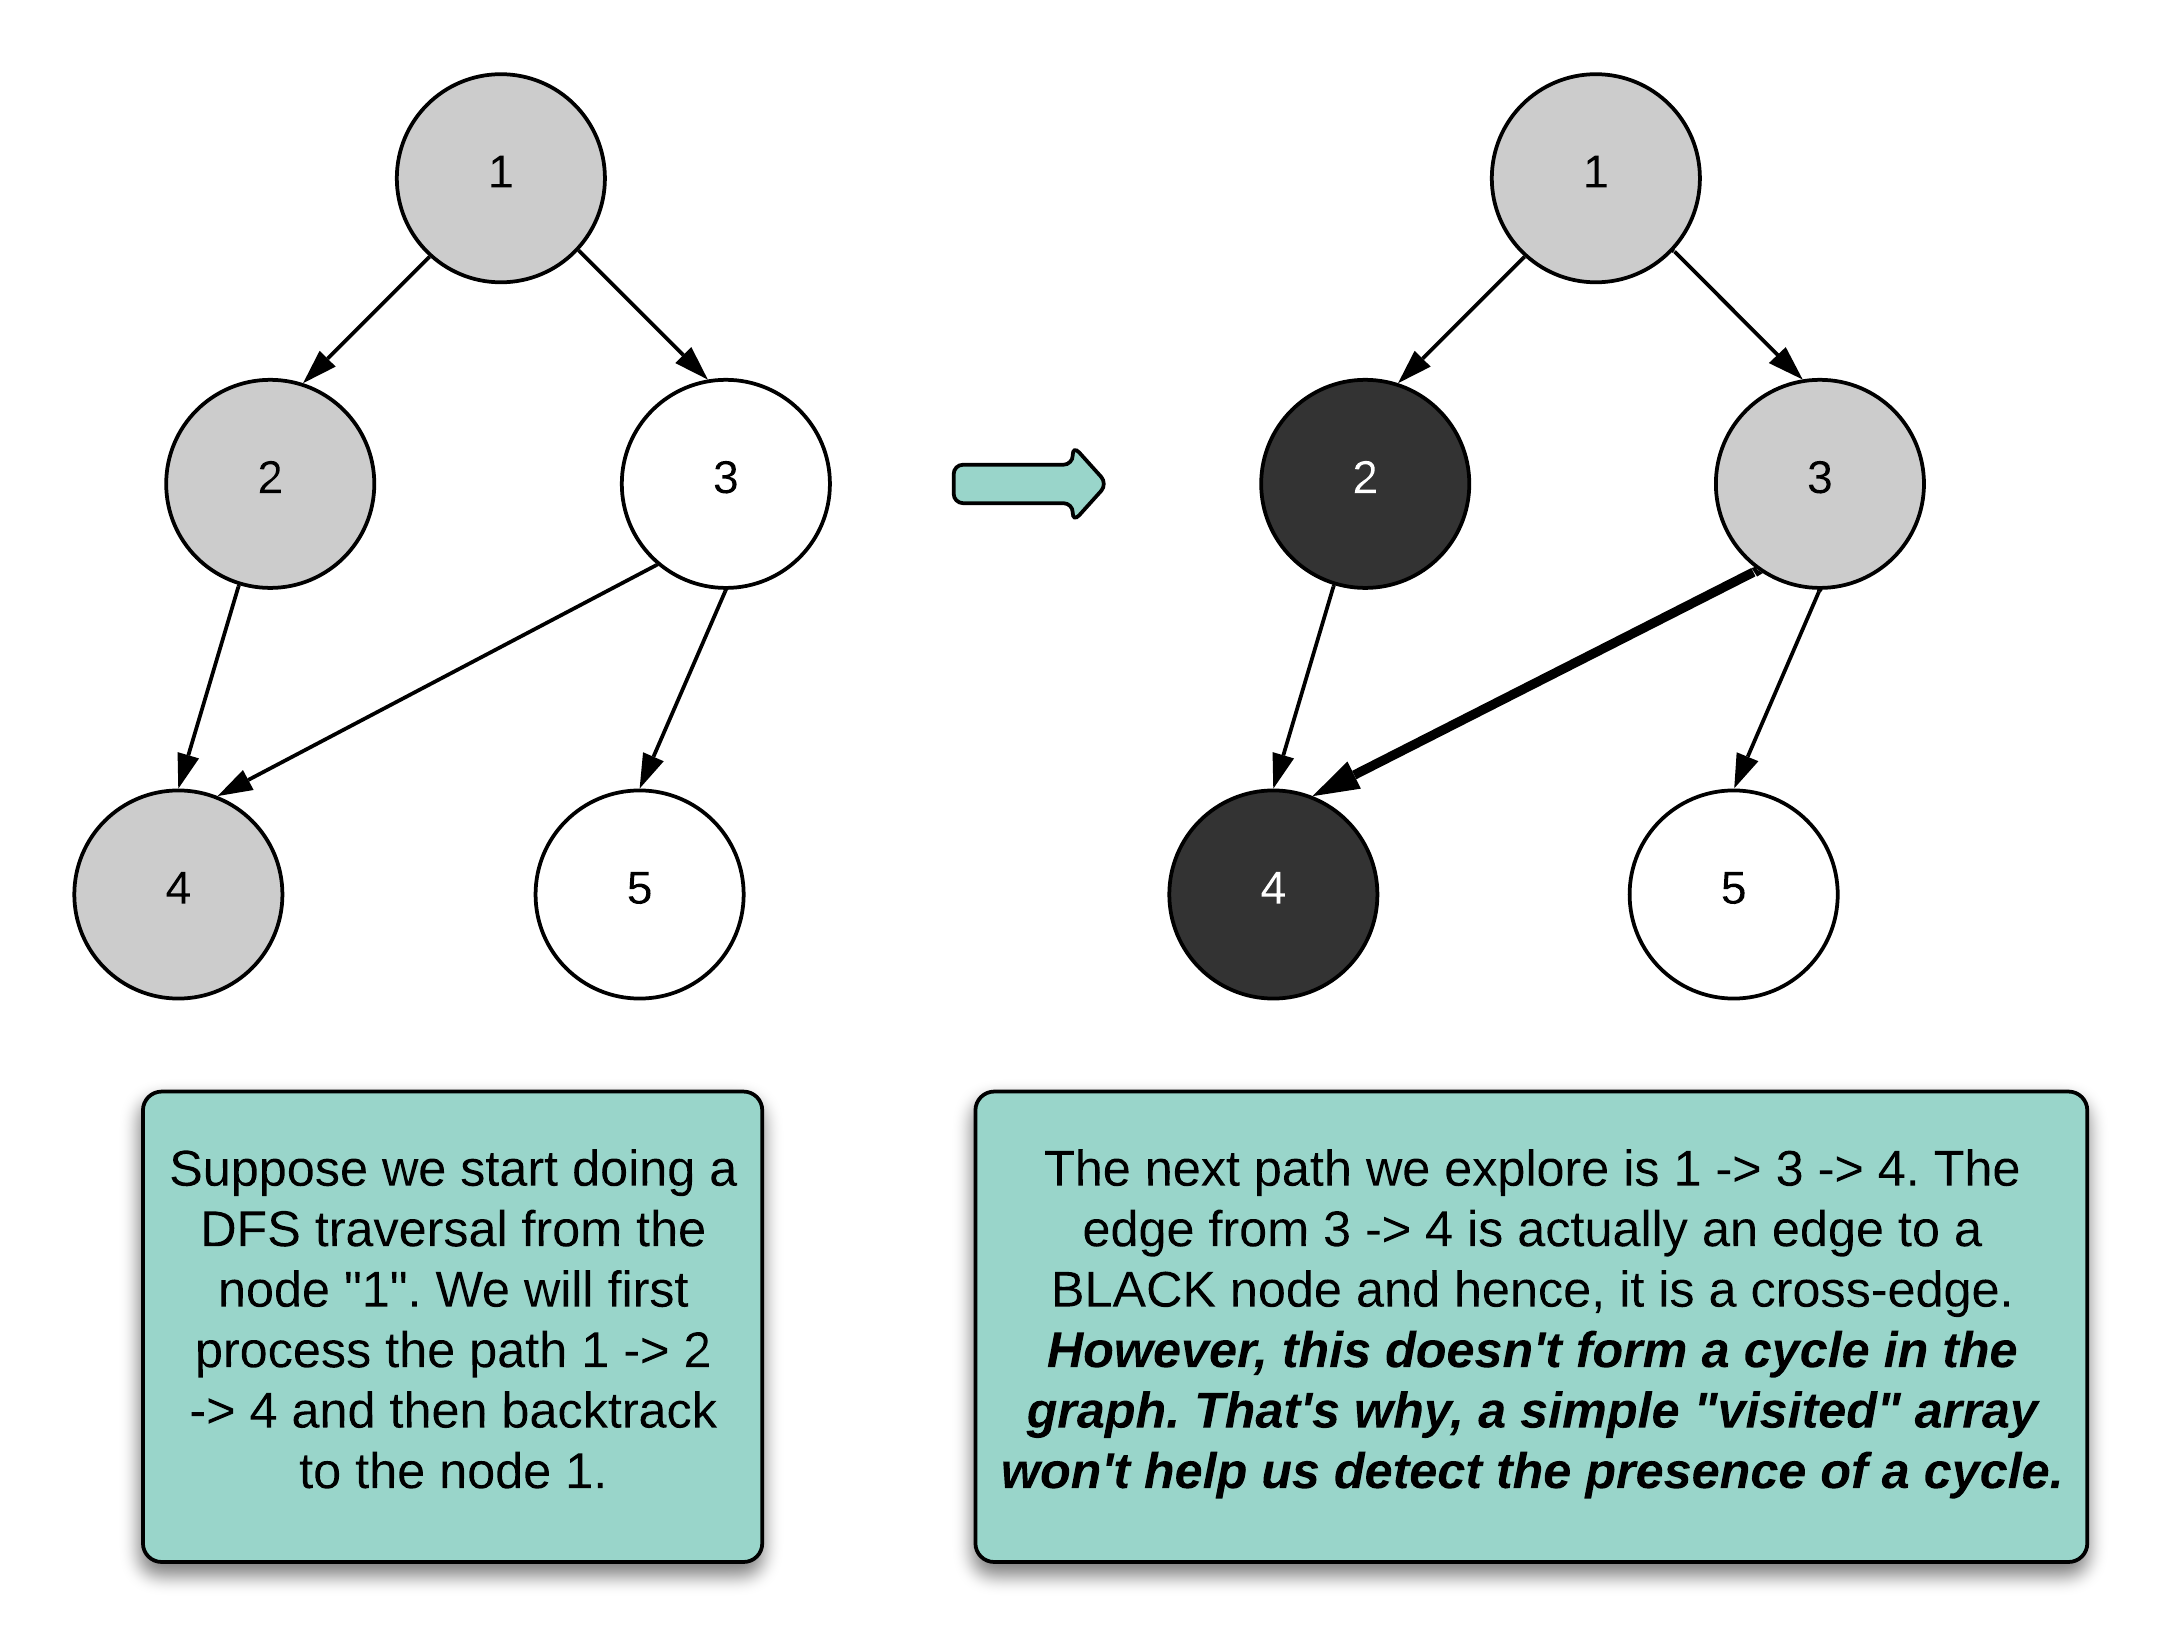 1
2
3
4
5
1
2
3
4
5
Suppose we start doing a
DFS traversal from the
node "1". We will first
process the path 1 -> 2
-> 4 and then backtrack
to the node 1.
The next path we explore is 1 -> 3 -> 4. The
edge from 3 -> 4 is actually an edge to a
BLACK node and hence, it is a cross-edge.
However, this doesn't form a cycle in the
graph. That's why, a simple "visited" array
won't help us detect the presence of a cycle.